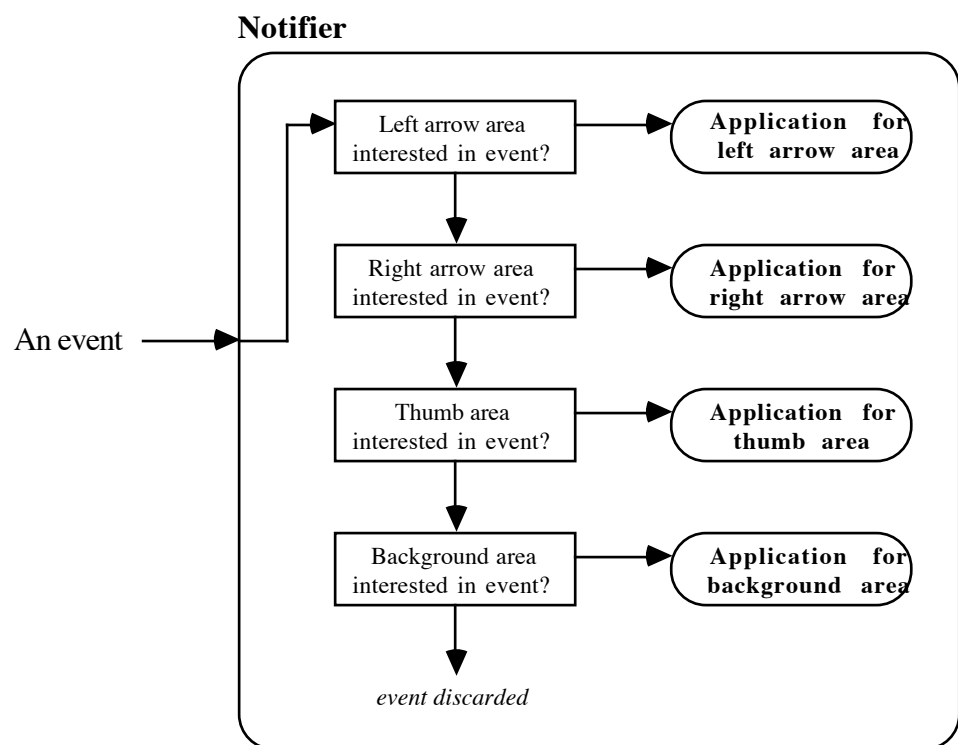 Notifier
Left arrow area
interested in event?
Application for
left arrow area
Right arrow area
interested in event?
Application for
right arrow area
An event
Thumb area
interested in event?
Application for
thumb area
Background area
interested in event?
Application for
background area
event discarded